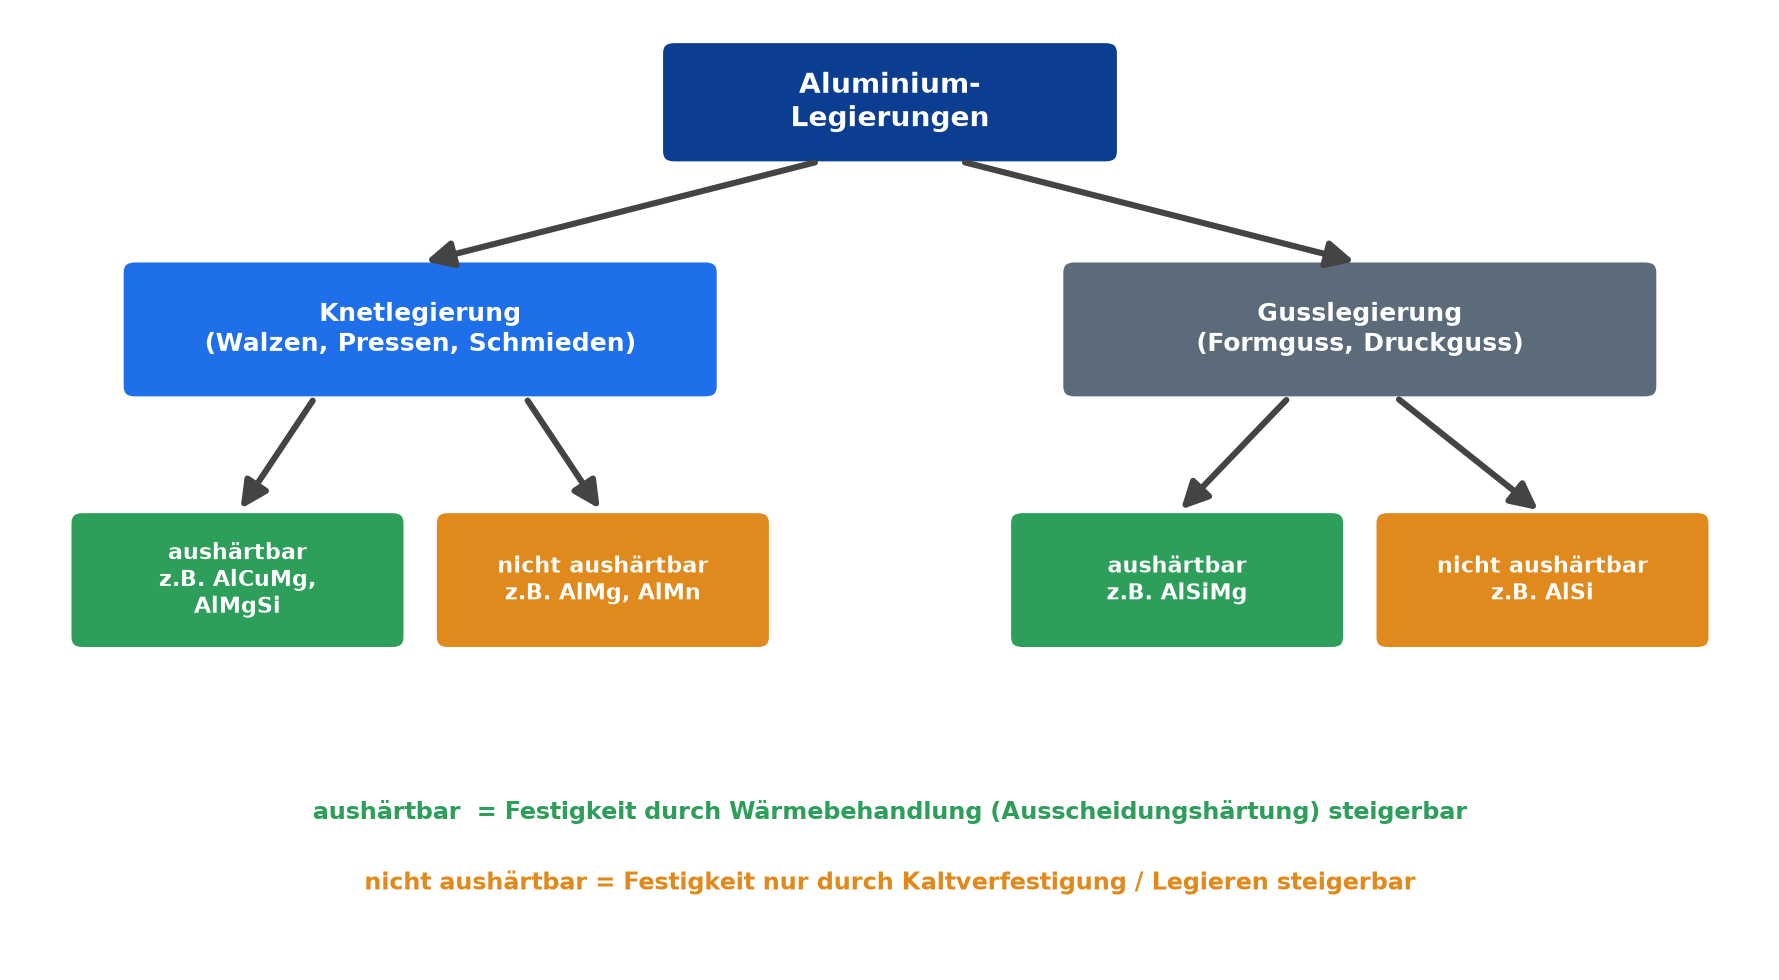 Aluminium-
Legierungen
Knetlegierung
(Walzen, Pressen, Schmieden)
Gusslegierung
(Formguss, Druckguss)
aushärtbar
z.B. AlCuMg,
AlMgSi
nicht aushärtbar
z.B. AlMg, AlMn
aushärtbar
z.B. AlSiMg
nicht aushärtbar
z.B. AlSi
aushärtbar  = Festigkeit durch Wärmebehandlung (Ausscheidungshärtung) steigerbar
nicht aushärtbar = Festigkeit nur durch Kaltverfestigung / Legieren steigerbar